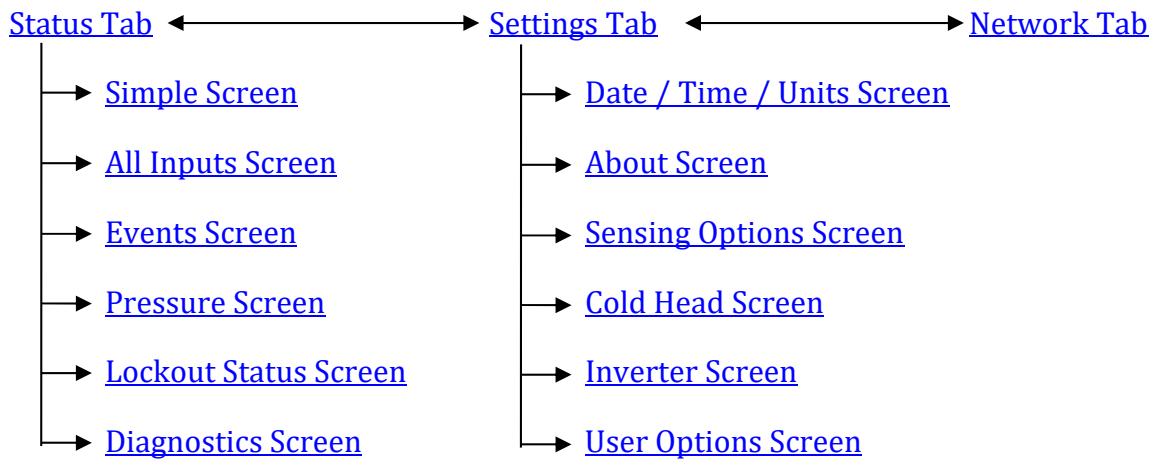 Status Tab
Settings Tab
Network Tab
Simple Screen
Date / Time / Units Screen
All Inputs Screen
About Screen
Events Screen
Sensing Options Screen
Pressure Screen
Cold Head Screen
Lockout Status Screen
Inverter Screen
Diagnostics Screen
User Options Screen